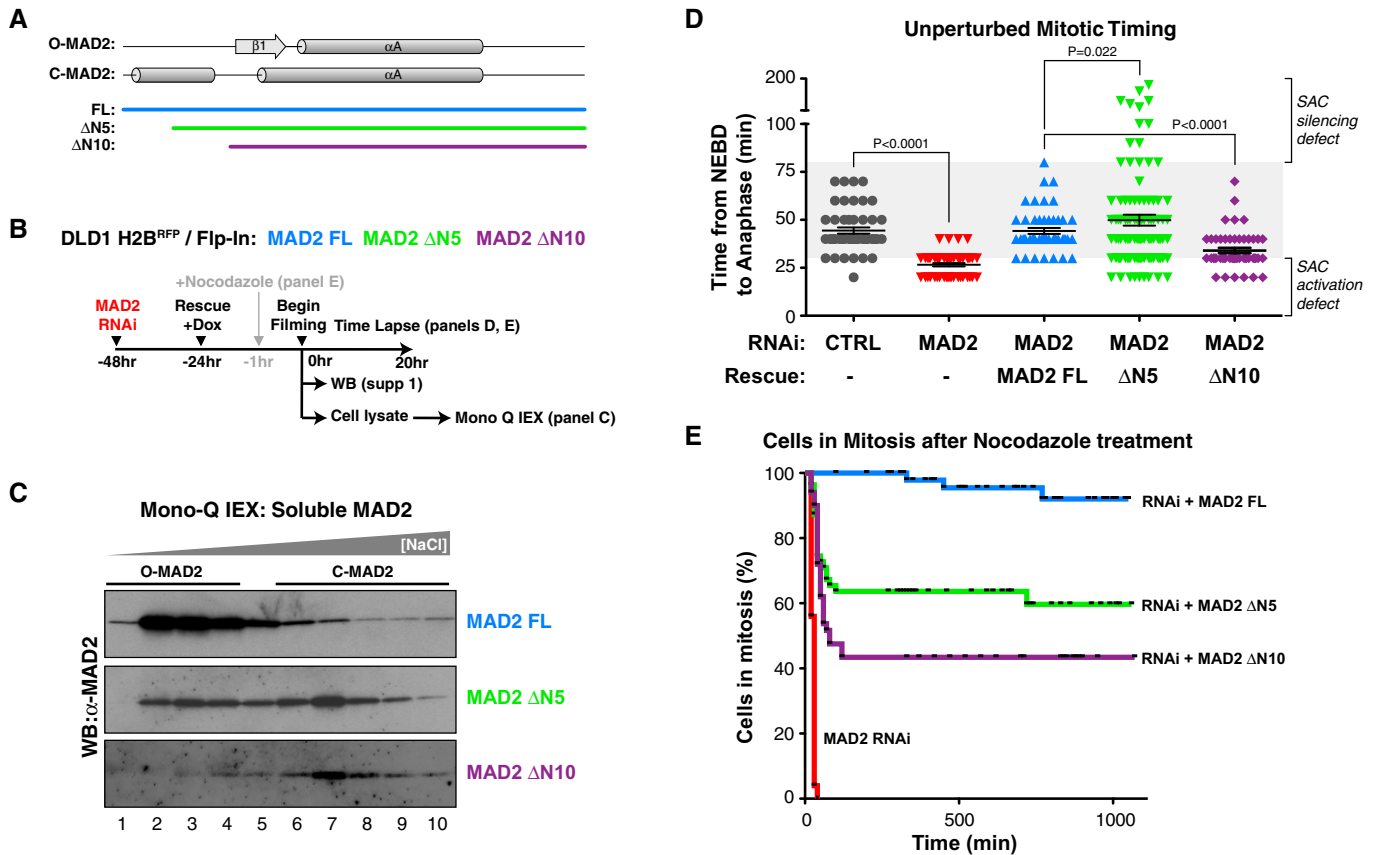 A
O-MAD2:
β1
αA
C-MAD2:
αA
FL:
ΔN5:
ΔN10:
B
DLD1 H2BRFP / Flp-In: MAD2 FL MAD2 ΔN5 MAD2 ΔN10
+Nocodazole (panel E)
MAD2 RNAi
Rescue +Dox
Begin Filming
Time Lapse (panels D, E)
-48hr
-24hr
-1hr
0hr
20hr
WB (supp 1)
Cell lysate
Mono Q IEX (panel C)
C
Mono-Q IEX: Soluble MAD2
[NaCl]
O-MAD2
C-MAD2
WB:α-MAD2
MAD2 FL
MAD2 ΔN5
MAD2 ΔN10
1 2 3 4 5 6 7 8 9 10
D
Unperturbed Mitotic Timing
P=0.022
P<0.0001
P<0.0001
Time from NEBD
to Anaphase (min)
200
100
75
50
25
0
SAC
silencing
defect
SAC
activation
defect
RNAi: CTRL MAD2 MAD2 MAD2 MAD2
Rescue: - - MAD2 FL ΔN5 ΔN10
E
Cells in Mitosis after Nocodazole treatment
Cells in mitosis (%)
100
80
60
40
20
0
RNAi + MAD2 FL
RNAi + MAD2 ΔN5
RNAi + MAD2 ΔN10
MAD2 RNAi
0 500 1000
Time (min)